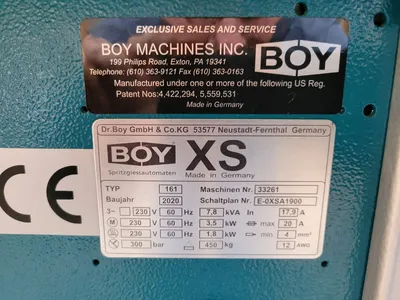 EXCLUSIVE SALES AND SERVICE
BOY MACHINES INC.
199 Philips Road, Exton, PA 19341
Telephone: (610) 363-9121 Fax (610) 363-0163
Manufactured under one or more of the following US Reg.
Patent Nos:4,422,294, 5,559,531
Made in Germany
BOY
Dr.Boy GmbH & Co.KG 53577 Neustadt-Fernthal Germany
BOY XS
Spritzgiessautomaten Made in Germany
TYP 161 Maschinen Nr. 33261
Baujahr 2020 Schaltplan Nr. E-0XSA1900
3~ 230 V 60 Hz 7,8 kVA In 17,9 A
M 230 V 60 Hz 3,5 kW max 20 A
230 V 60 Hz 1,8 kW min 4 mm²
300 bar 450 kg 12 AWG
CE